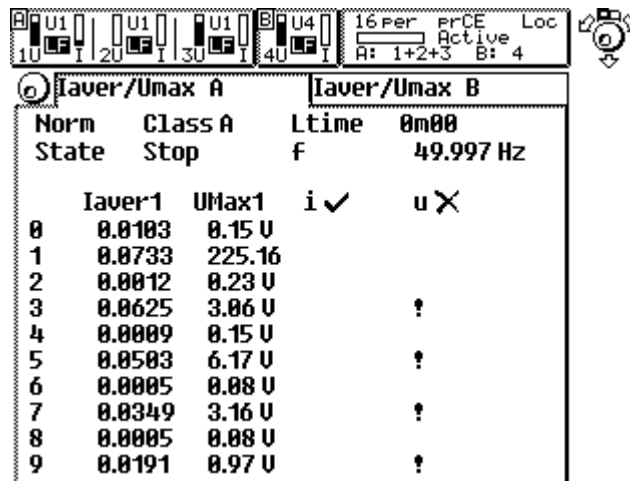 A U1 U1 U1 B U4 16 Per prCE Loc
LF LF LF LF Active
1U I 2U I 3U I 4U I A: 1+2+3 B: 4
Iaver/Umax A Iaver/Umax B
Norm Class A Ltime 0m00
State Stop f 49.997 Hz
Iaver1 UMax1 i ✓ u ✕
0 0.0103 0.15 V
1 0.0733 225.16
2 0.0012 0.23 V
3 0.0625 3.06 V !
4 0.0009 0.15 V
5 0.0503 6.17 V !
6 0.0005 0.08 V
7 0.0349 3.16 V !
8 0.0005 0.08 V
9 0.0191 0.97 V !